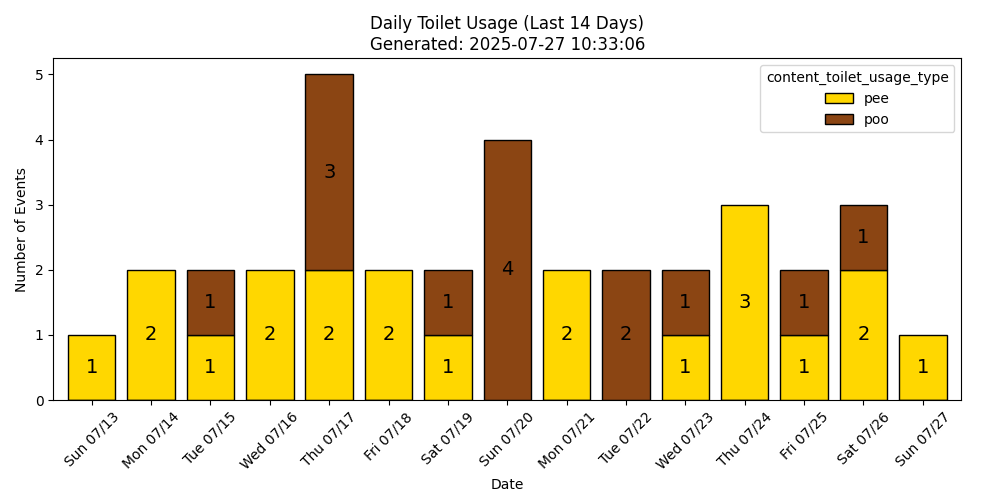 Daily Toilet Usage (Last 14 Days)
Generated: 2025-07-27 10:33:06
content_toilet_usage_type
pee
poo
Number of Events
5
4
3
2
1
0
1
2
1
1
2
3
2
2
1
1
4
2
2
1
1
3
1
1
1
2
1
Sun 07/13
Mon 07/14
Tue 07/15
Wed 07/16
Thu 07/17
Fri 07/18
Sat 07/19
Sun 07/20
Mon 07/21
Tue 07/22
Wed 07/23
Thu 07/24
Fri 07/25
Sat 07/26
Sun 07/27
Date